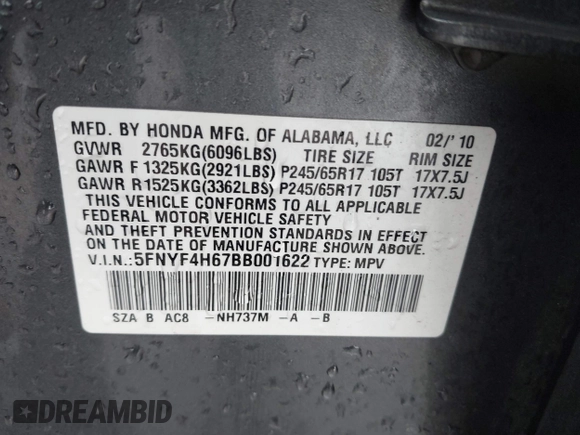 MFD. BY HONDA MFG. OF ALABAMA, LLC 02/'10
GVWR 2765KG(6096LBS) TIRE SIZE RIM SIZE
GAWR F 1325KG(2921LBS) P245/65R17 105T 17X7.5J
GAWR R1525KG(3362LBS) P245/65R17 105T 17X7.5J
THIS VEHICLE CONFORMS TO ALL APPLICABLE
FEDERAL MOTOR VEHICLE SAFETY
AND THEFT PREVENTION STANDARDS IN EFFECT
ON THE DATE OF MANUFACTURE SHOWN ABOVE.
V.I.N.:5FNYF4H67BB001622 TYPE: MPV
SZA B AC8 -NH737M -A -B
DREAMBID